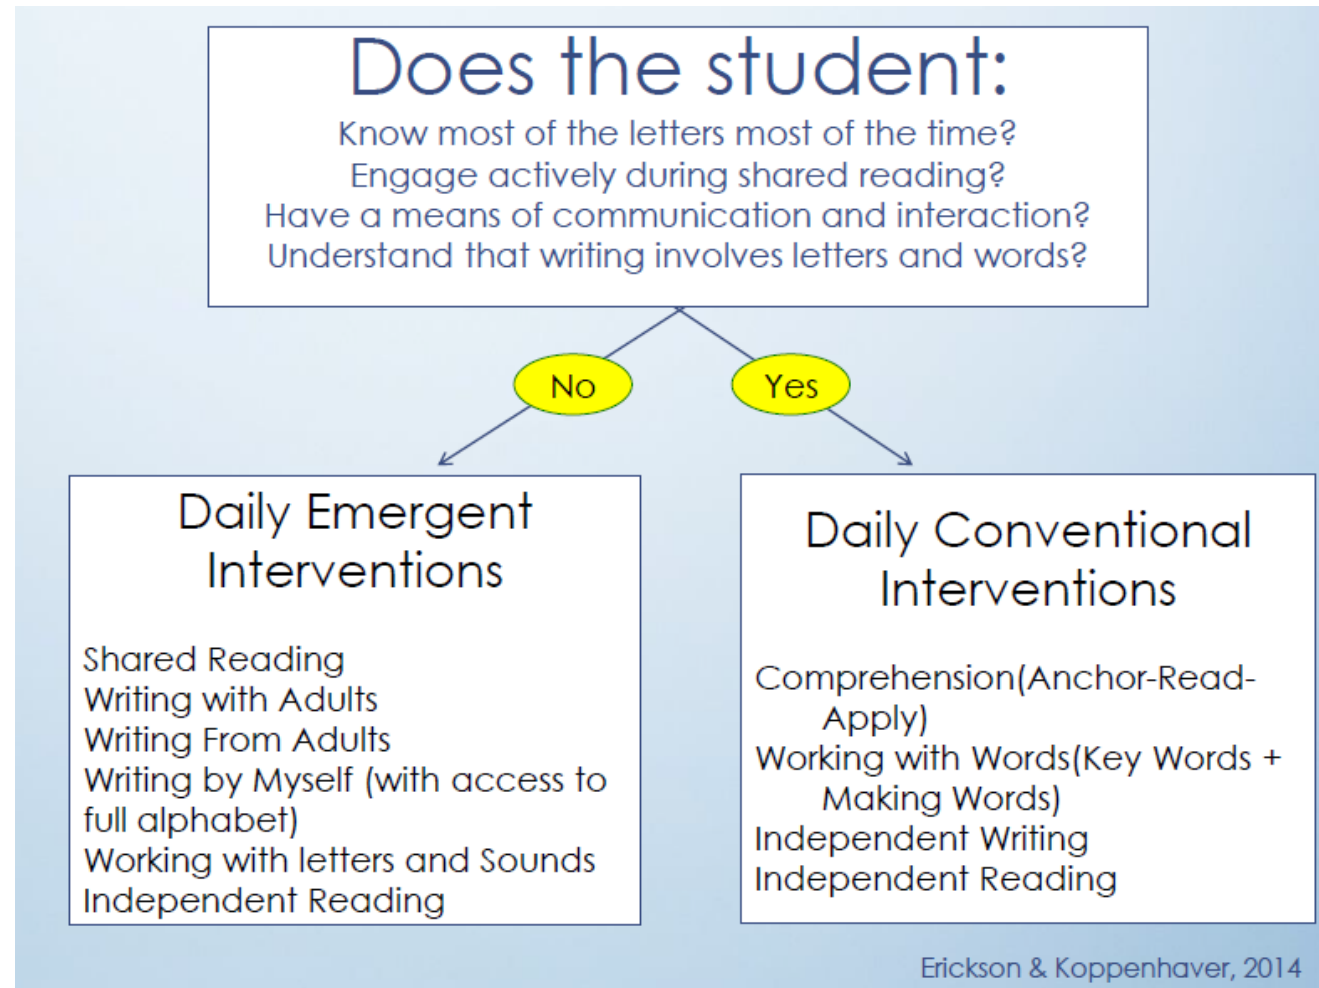 Does the student:
Know most of the letters most of the time?
Engage actively during shared reading?
Have a means of communication and interaction?
Understand that writing involves letters and words?
No
Yes
Daily Emergent
Interventions
Shared Reading
Writing with Adults
Writing From Adults
Writing by Myself (with access to
full alphabet)
Working with letters and Sounds
Independent Reading
Daily Conventional
Interventions
Comprehension(Anchor-Read-
Apply)
Working with Words(Key Words +
Making Words)
Independent Writing
Independent Reading
Erickson & Koppenhaver, 2014